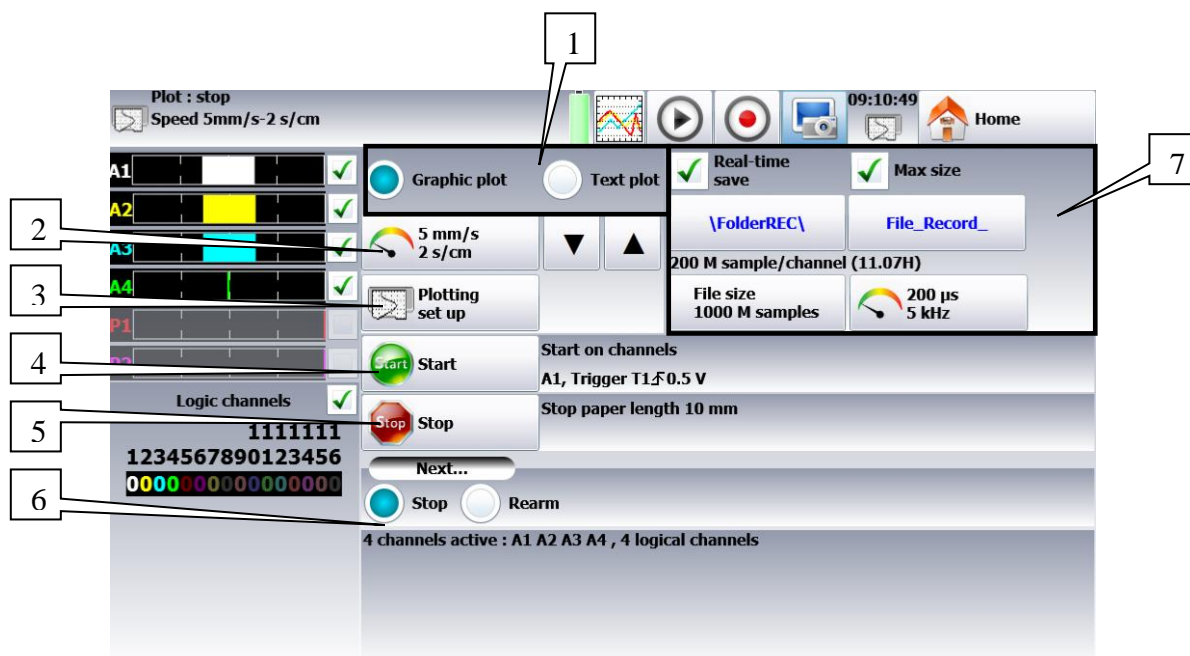 1
Plot : stop
Speed 5mm/s-2 s/cm
09:10:49
Home
7
A1
A2
A3
A4
P1
P2
Graphic plot
Text plot
Real-time
save
Max size
2
5 mm/s
2 s/cm
▼
▲
\FolderREC\
File_Record_
200 M sample/channel (11.07H)
3
Plotting
set up
File size
1000 M samples
200 µs
5 kHz
4
Start
Start
Start on channels
A1, Trigger T1 0.5 V
5
Stop
Stop
Stop paper length 10 mm
Logic channels
1111111
1234567890123456
0000000000000000
Next...
6
Stop
Rearm
4 channels active : A1 A2 A3 A4 , 4 logical channels